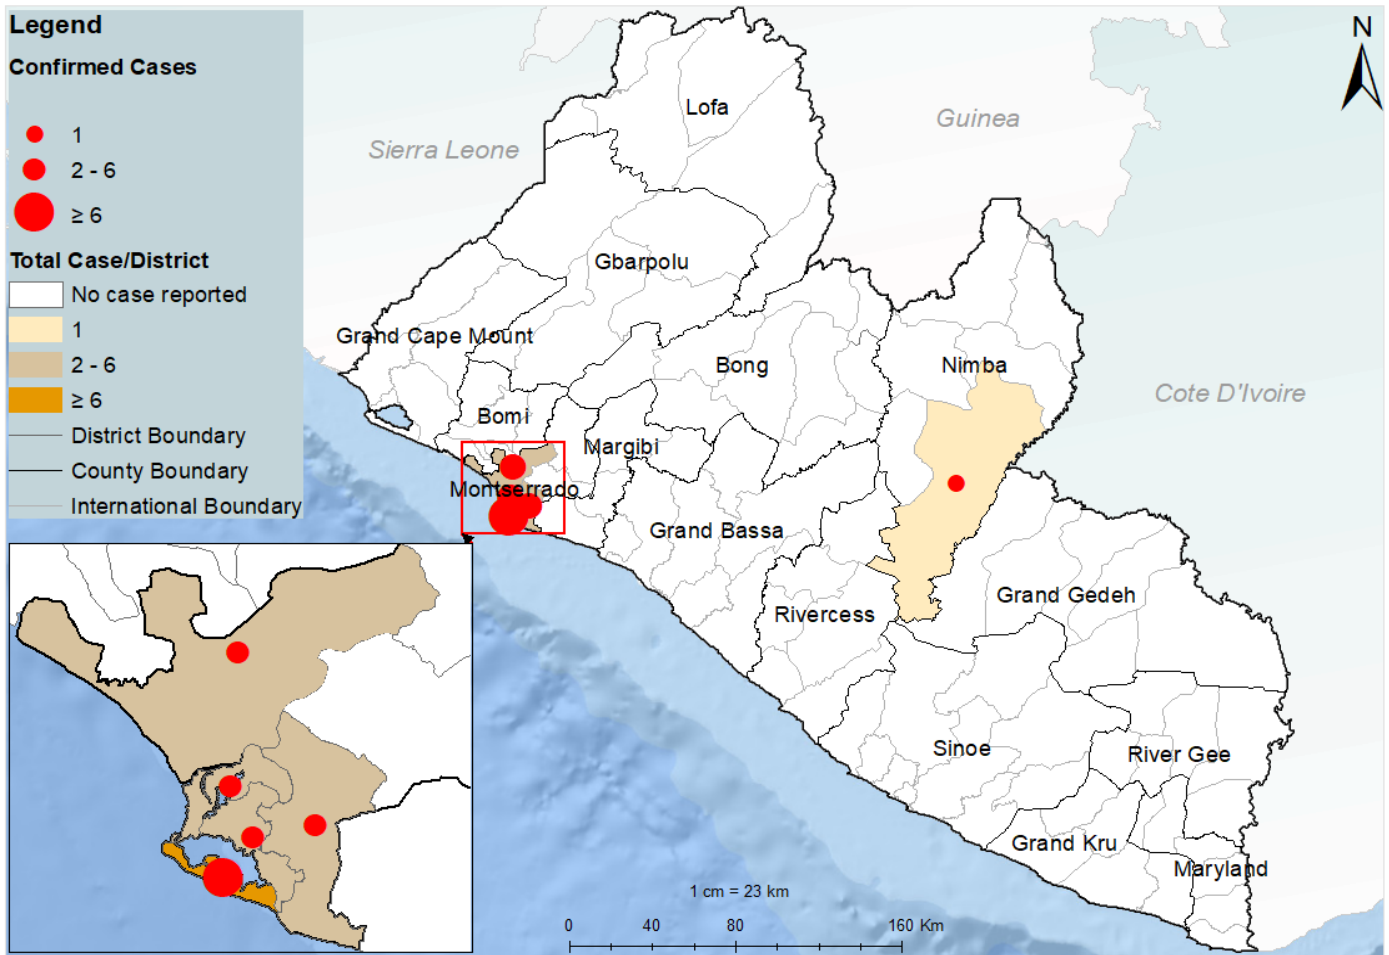 Legend
Confirmed Cases
1
2 - 6
≥ 6
Total Case/District
No case reported
1
2 - 6
≥ 6
District Boundary
County Boundary
International Boundary
N
Lofa
Guinea
Sierra Leone
Gbarpolu
Grand Cape Mount
Bong
Nimba
Cote D'Ivoire
Bomi
Margibi
Montserrado
Grand Bassa
Grand Gedeh
Rivercess
Sinoe
River Gee
Grand Kru
Maryland
1 cm = 23 km
0 40 80 160 Km